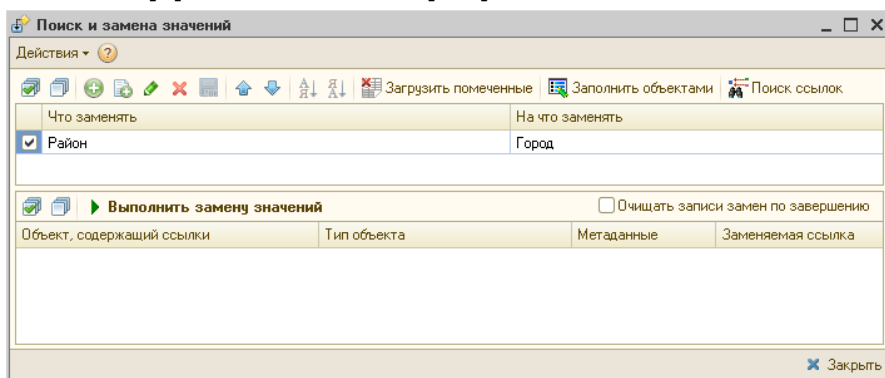 Поиск и замена значений
Действия
Загрузить помеченные Заполнить объектами Поиск ссылок
Что заменять На что заменять
Район Город
Выполнить замену значений Очищать записи замен по завершению
Объект, содержащий ссылки Тип объекта Метаданные Заменяемая ссылка
Закрыть